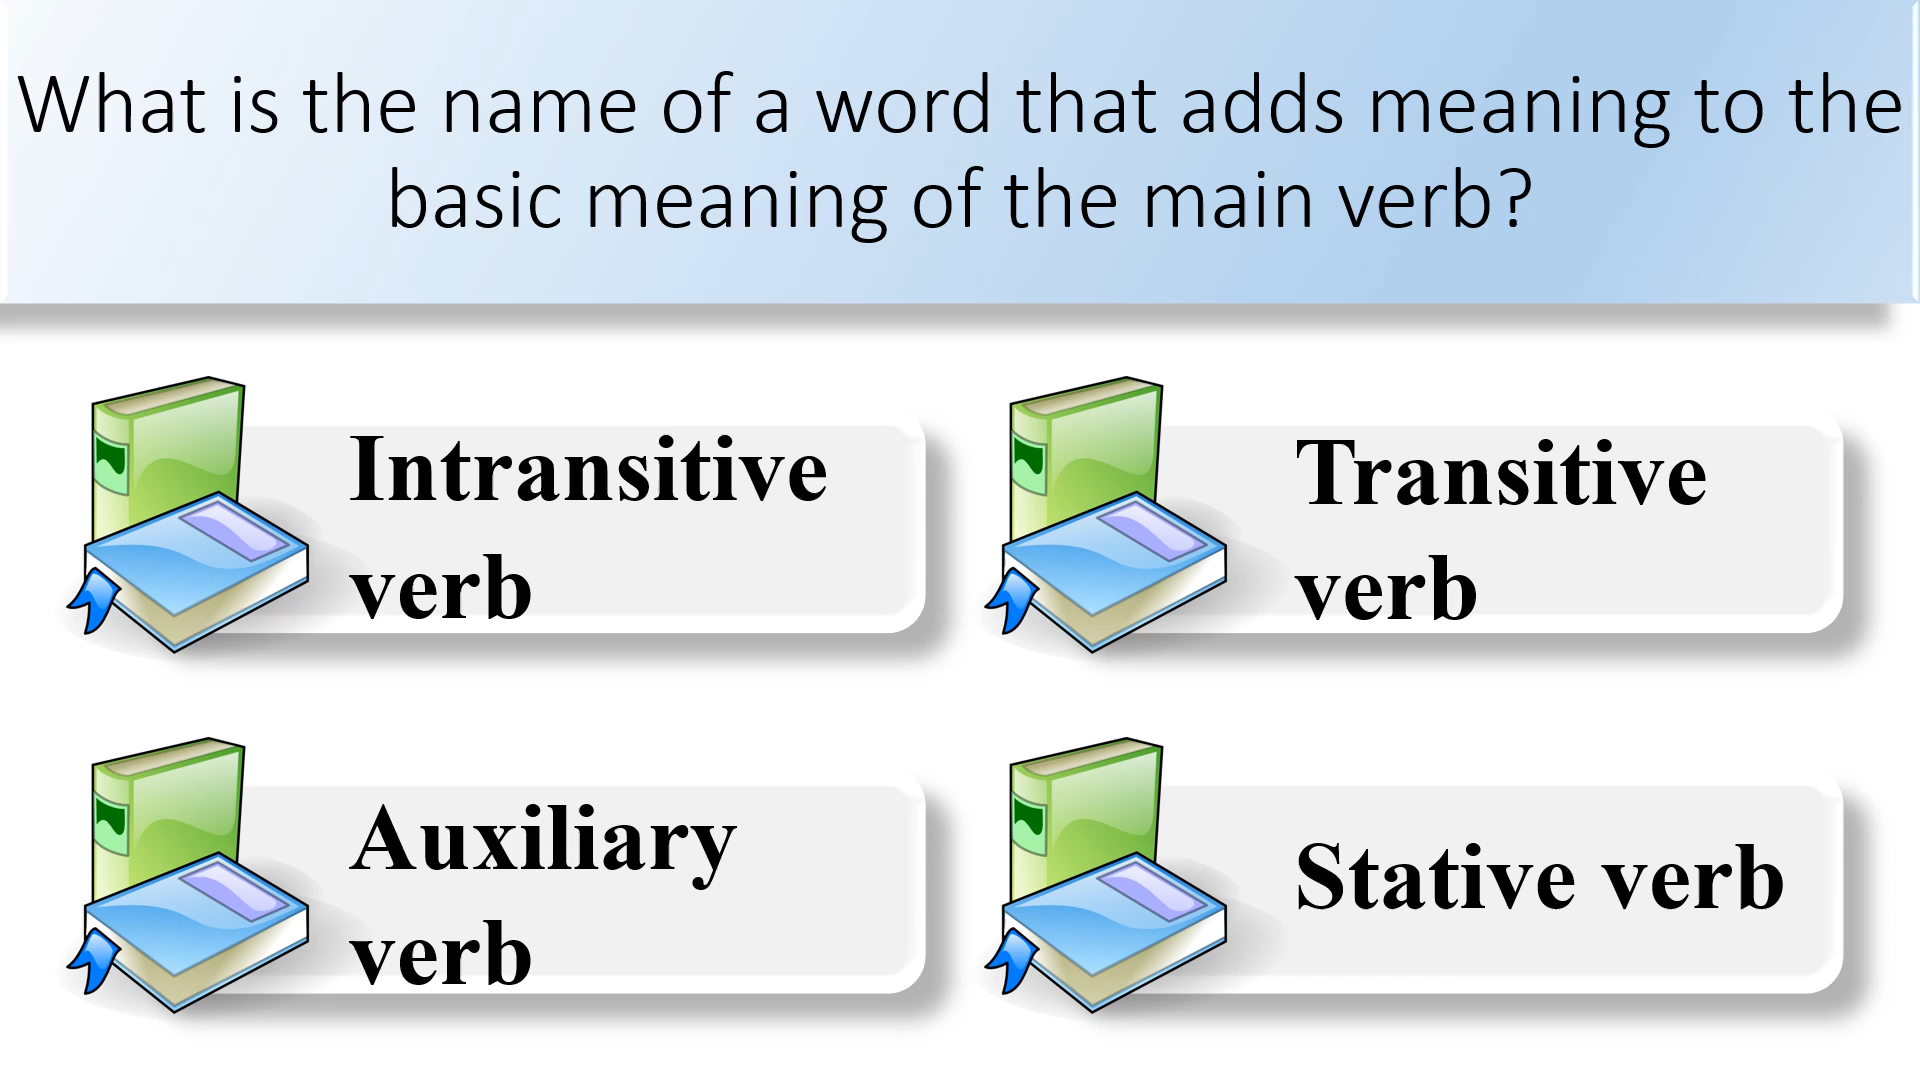 What is the name of a word that adds meaning to the
basic meaning of the main verb?
Intransitive
verb
Transitive
verb
Auxiliary
verb
Stative verb